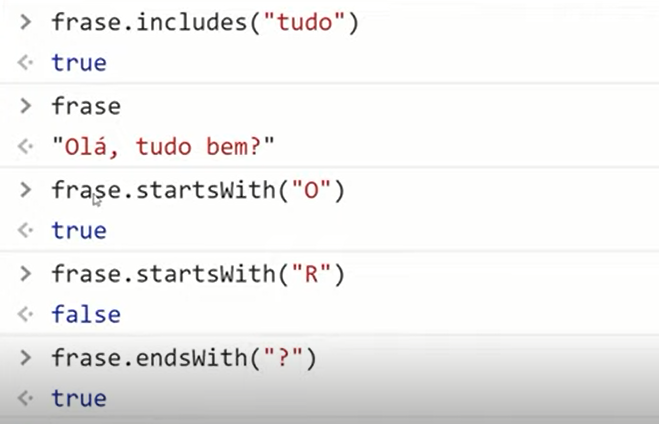 > frase.includes("tudo")
<· true
> frase
<· "Olá, tudo bem?"
> frase.startsWith("O")
<· true
> frase.startsWith("R")
<· false
> frase.endsWith("?")
<· true